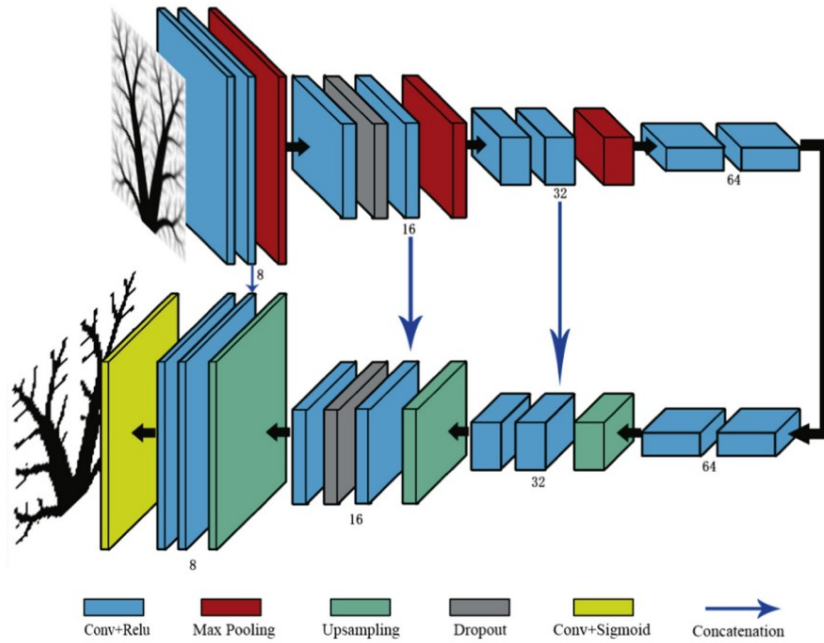 8
16
32
64
8
16
32
64
Conv+Relu
Max Pooling
Upsampling
Dropout
Conv+Sigmoid
Concatenation